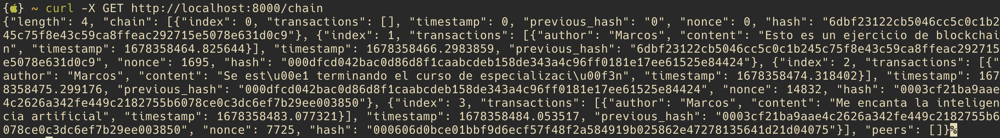 {} ~ curl -X GET http://localhost:8000/chain
{"length": 4, "chain": [{"index": 0, "transactions": [], "timestamp": 0, "previous_hash": "0", "nonce": 0, "hash": "6dbf23122cb5046cc5c0c1b2
45c75f8e43c59ca8ffeac292715e5078e631d0c9"}, {"index": 1, "transactions": [{"author": "Marcos", "content": "Esto es un ejercicio de blockchai
n", "timestamp": 1678358464.825644}], "timestamp": 1678358466.2983859, "previous_hash": "6dbf23122cb5046cc5c0c1b245c75f8e43c59ca8ffeac292715
e5078e631d0c9", "nonce": 1695, "hash": "000dfcd042bac0d86d8f1caabcdeb158de343a4c96ff0181e17ee61525e84424"}, {"index": 2, "transactions": [{"
author": "Marcos", "content": "Se est\u00e1 terminando el curso de especializaci\u00f3n", "timestamp": 1678358474.318402}], "timestamp": 167
8358475.299176, "previous_hash": "000dfcd042bac0d86d8f1caabcdeb158de343a4c96ff0181e17ee61525e84424", "nonce": 14832, "hash": "0003cf21ba9aae
4c2626a342fe449c2182755b6078ce0c3dc6ef7b29ee003850"}, {"index": 3, "transactions": [{"author": "Marcos", "content": "Me encanta la inteligen
cia artificial", "timestamp": 1678358483.077321}], "timestamp": 1678358484.053517, "previous_hash": "0003cf21ba9aae4c2626a342fe449c2182755b6
078ce0c3dc6ef7b29ee003850", "nonce": 7725, "hash": "000606d0bce01bbf9d6ecf57f48f2a584919b025862e47278135641d21d04075"}], "peers": []}%